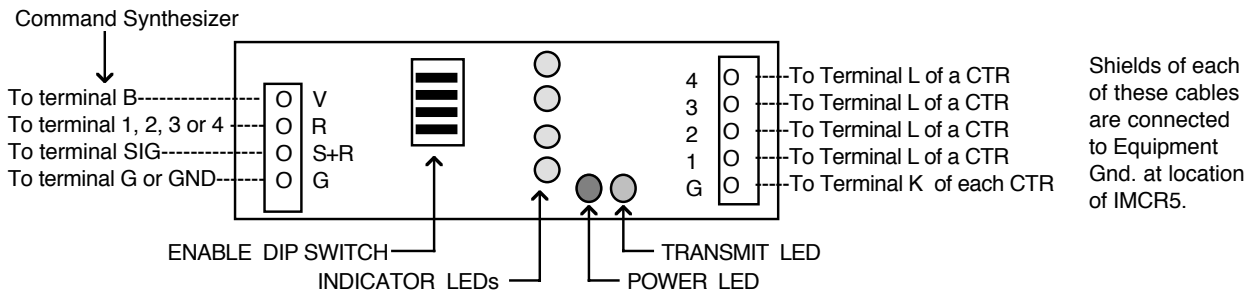 Command Synthesizer
To terminal B
To terminal 1, 2, 3 or 4
To terminal SIG
To terminal G or GND
O V
O R
O S+R
O G
4 O
3 O
2 O
1 O
G O
To Terminal L of a CTR
To Terminal L of a CTR
To Terminal L of a CTR
To Terminal L of a CTR
To Terminal K of each CTR
Shields of each
of these cables
are connected
to Equipment
Gnd. at location
of IMCR5.
ENABLE DIP SWITCH
TRANSMIT LED
INDICATOR LEDs
POWER LED